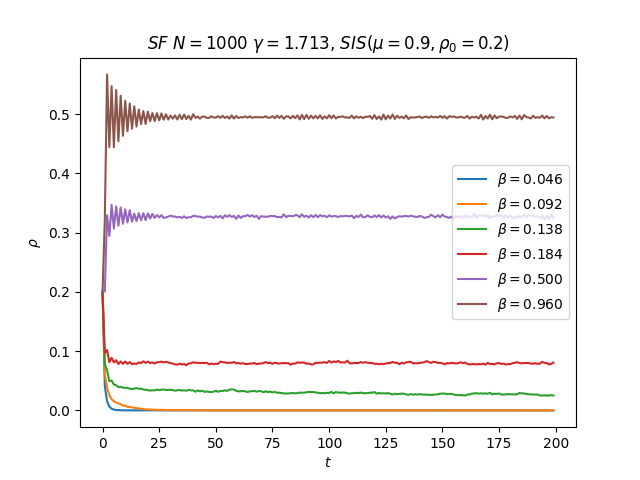 SF N = 1000 γ = 1.713, SIS(μ = 0.9, ρ₀ = 0.2)
ρ
0.5
0.4
0.3
0.2
0.1
0.0
β = 0.046
β = 0.092
β = 0.138
β = 0.184
β = 0.500
β = 0.960
0 25 50 75 100 125 150 175 200
t